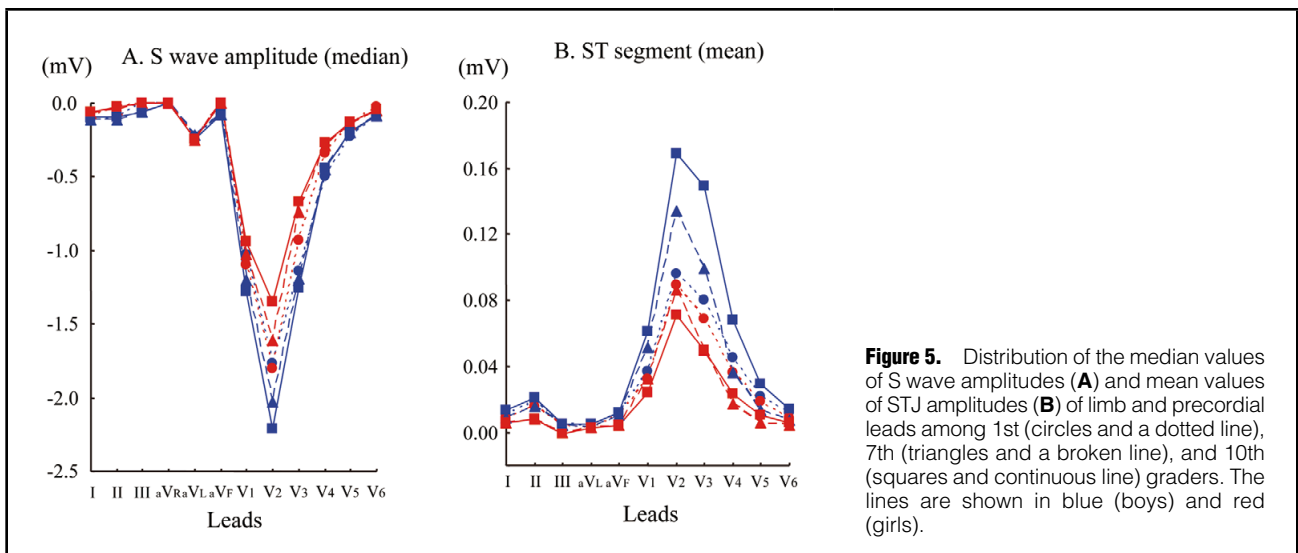 A. S wave amplitude (median)
(mV)
0.0
-0.5
-1.0
-1.5
-2.0
-2.5
I II III aVR aVL aVF V1 V2 V3 V4 V5 V6
Leads
B. ST segment (mean)
(mV)
0.20
0.16
0.12
0.08
0.04
0.00
I II III aVL aVF V1 V2 V3 V4 V5 V6
Leads
Figure 5. Distribution of the median values
of S wave amplitudes (A) and mean values
of STJ amplitudes (B) of limb and precordial
leads among 1st (circles and a dotted line),
7th (triangles and a broken line), and 10th
(squares and continuous line) graders. The
lines are shown in blue (boys) and red
(girls).